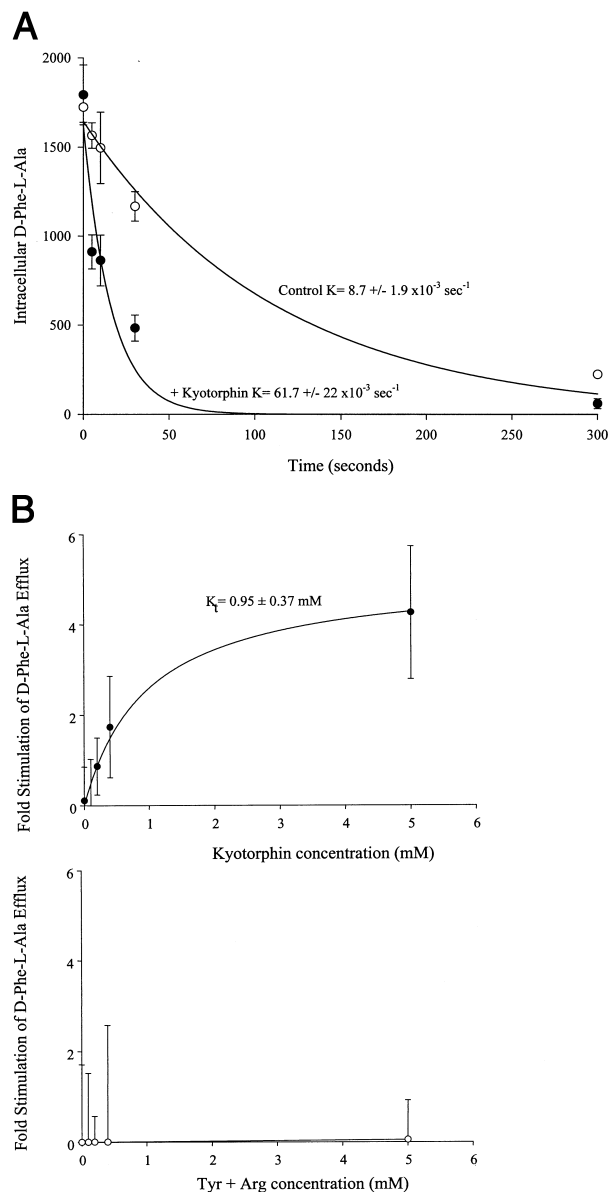 A
2000
1500
1000
500
0
Intracellular D-Phe-L-Ala
Control K= 8.7 +/- 1.9 x10-3 sec-1
+ Kyotorphin K= 61.7 +/- 22 x10-3 sec-1
0 50 100 150 200 250 300
Time (seconds)
B
6
4
2
0
Fold Stimulation of D-Phe-L-Ala Efflux
Kt= 0.95 ± 0.37 mM
0 1 2 3 4 5 6
Kyotorphin concentration (mM)
6
4
2
0
Fold Stimulation of D-Phe-L-Ala Efflux
0 1 2 3 4 5 6
Tyr + Arg concentration (mM)